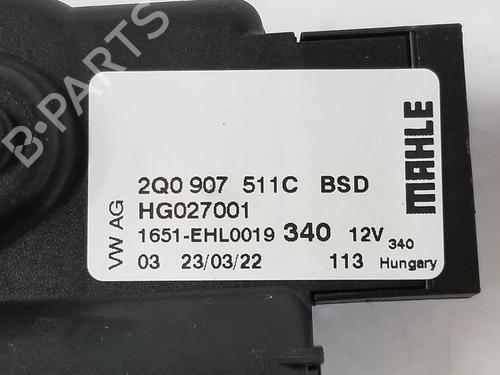 MAHLE
VW AG
2Q0 907 511C BSD
HG027001
1651-EHL0019 340 12V 340
03 23/03/22 113 Hungary
B-PARTS